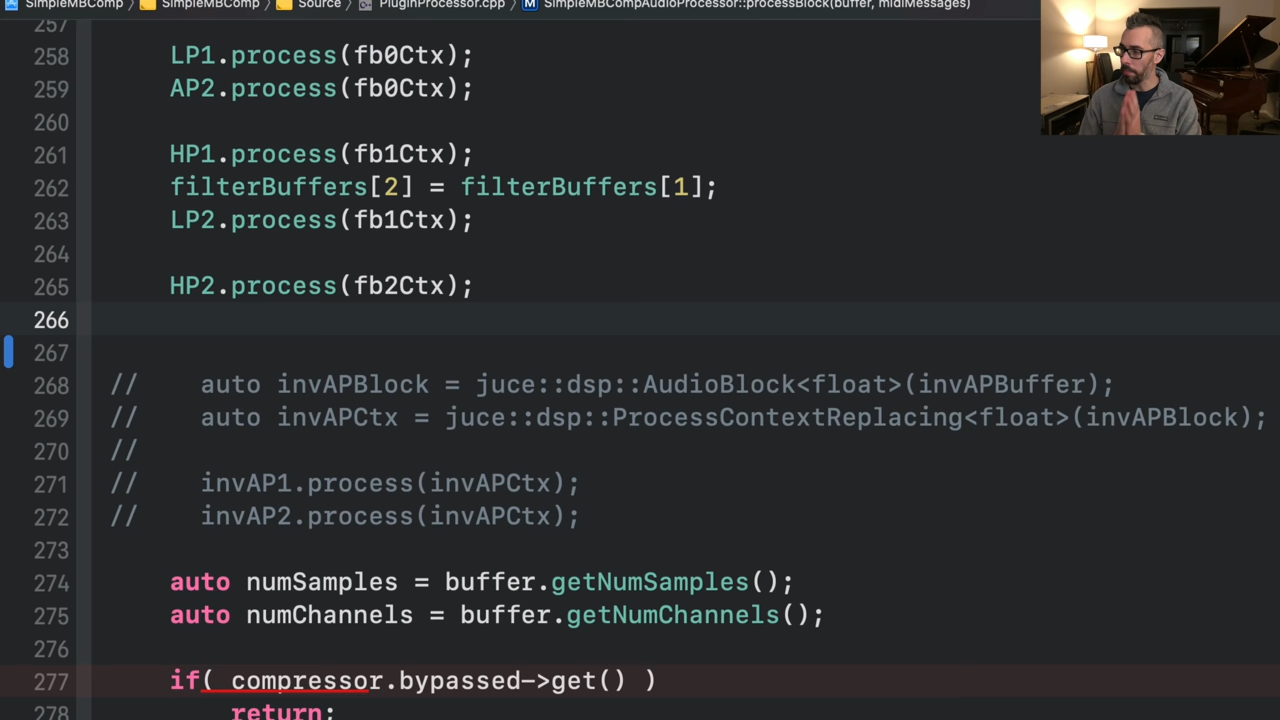 SimpleMBComp SimpleMBComp Source PluginProcessor.cpp M SimpleMBCompAudioProcessor::processBlock(buffer, midiMessages)
257
258 LP1.process(fb0Ctx);
259 AP2.process(fb0Ctx);
260
261 HP1.process(fb1Ctx);
262 filterBuffers[2] = filterBuffers[1];
263 LP2.process(fb1Ctx);
264
265 HP2.process(fb2Ctx);
266
267
268 // auto invAPBlock = juce::dsp::AudioBlock<float>(invAPBuffer);
269 // auto invAPCtx = juce::dsp::ProcessContextReplacing<float>(invAPBlock);
270 //
271 // invAP1.process(invAPCtx);
272 // invAP2.process(invAPCtx);
273
274 auto numSamples = buffer.getNumSamples();
275 auto numChannels = buffer.getNumChannels();
276
277 if( compressor.bypassed->get() )
278 return;